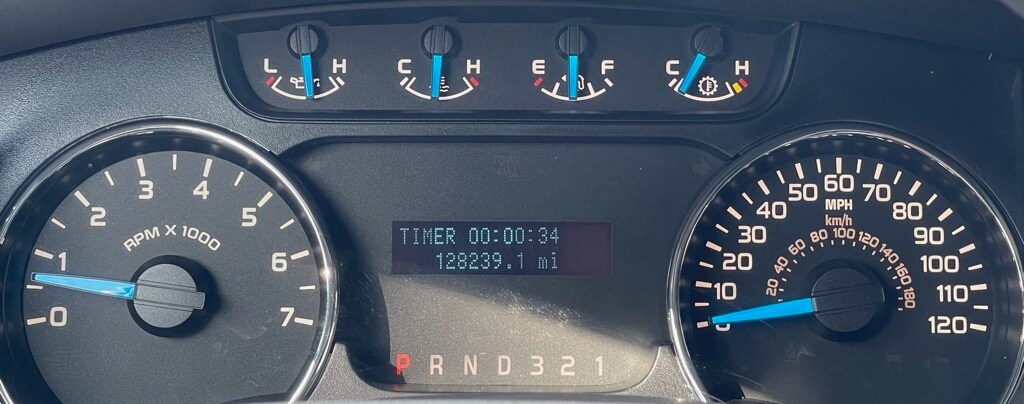 L H C H E F C H
0 1 2 3 4 5 6 7
RPM X 1000
TIMER 00:00:34
128239.1 mi
P R N D 3 2 1
0 10 20 30 40 50 60 70 80 90 100 110 120
MPH
km/h
20 40 60 80 100 120 140 160 180